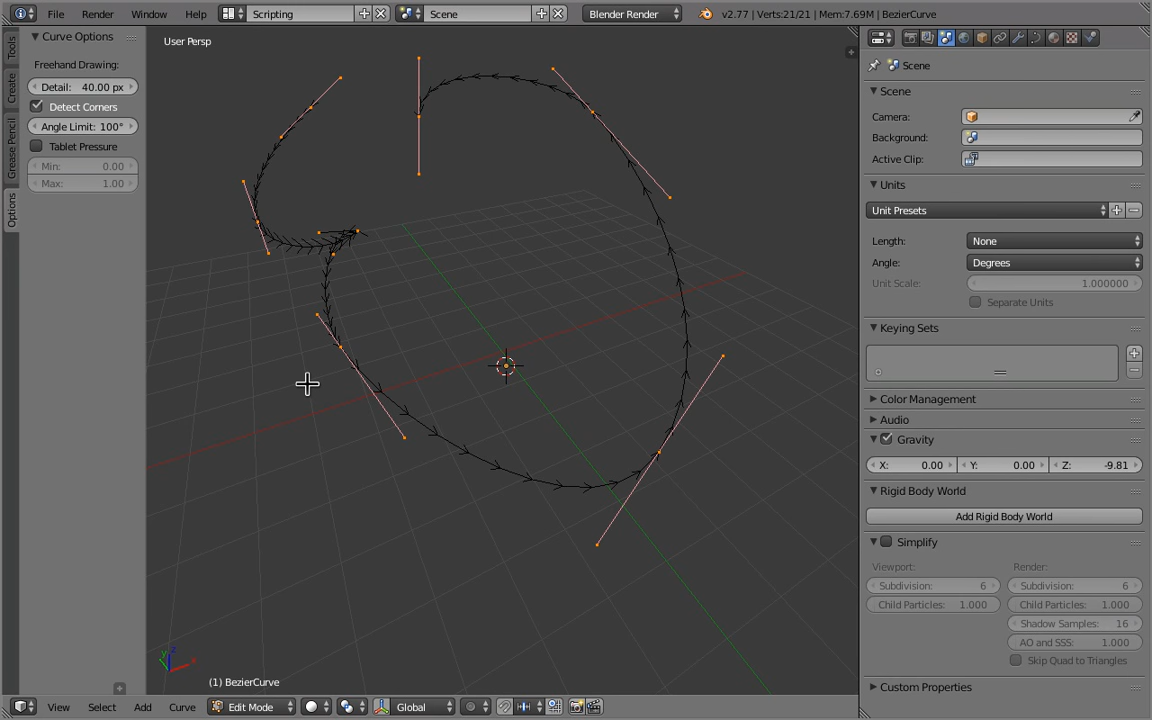 File Render Window Help Scripting Scene Blender Render v2.77 | Verts:21/21 | Mem:7.69M | BezierCurve
Curve Options
Freehand Drawing:
Detail: 40.00 px
Detect Corners
Angle Limit: 100°
Tablet Pressure
Min: 0.00
Max: 1.00
Tools
Create
Grease Pencil
Options
User Persp
(1) BezierCurve
y z x
View Select Add Curve Edit Mode Global
Scene
Scene
Camera:
Background:
Active Clip:
Units
Unit Presets
Length: None
Angle: Degrees
Unit Scale: 1.000000
Separate Units
Keying Sets
Color Management
Audio
Gravity
X: 0.00 Y: 0.00 Z: -9.81
Rigid Body World
Add Rigid Body World
Simplify
Viewport: Render:
Subdivision: 6 Subdivision: 6
Child Particles: 1.000 Child Particles: 1.000
Shadow Samples: 16
AO and SSS: 1.000
Skip Quad to Triangles
Custom Properties